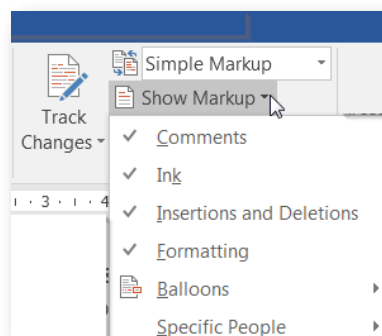 Simple Markup
Show Markup
Track
Changes
Comments
Ink
Insertions and Deletions
Formatting
Balloons
Specific People
3 4